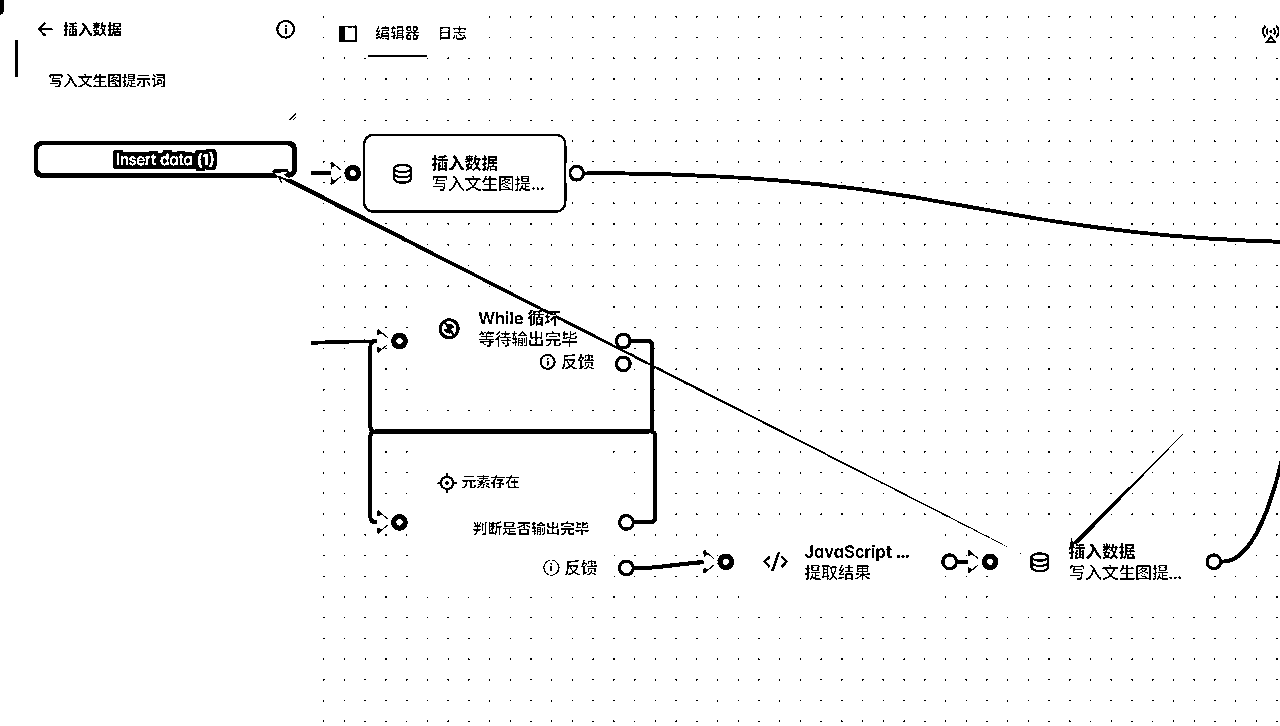 插入数据
编辑器 日志
写入文生图提示词
Insert data (1)
插入数据
写入文生图提...
While 循环
等待输出完毕
反馈
元素存在
判断是否输出完毕
反馈
JavaScript ...
提取结果
插入数据
写入文生图提...